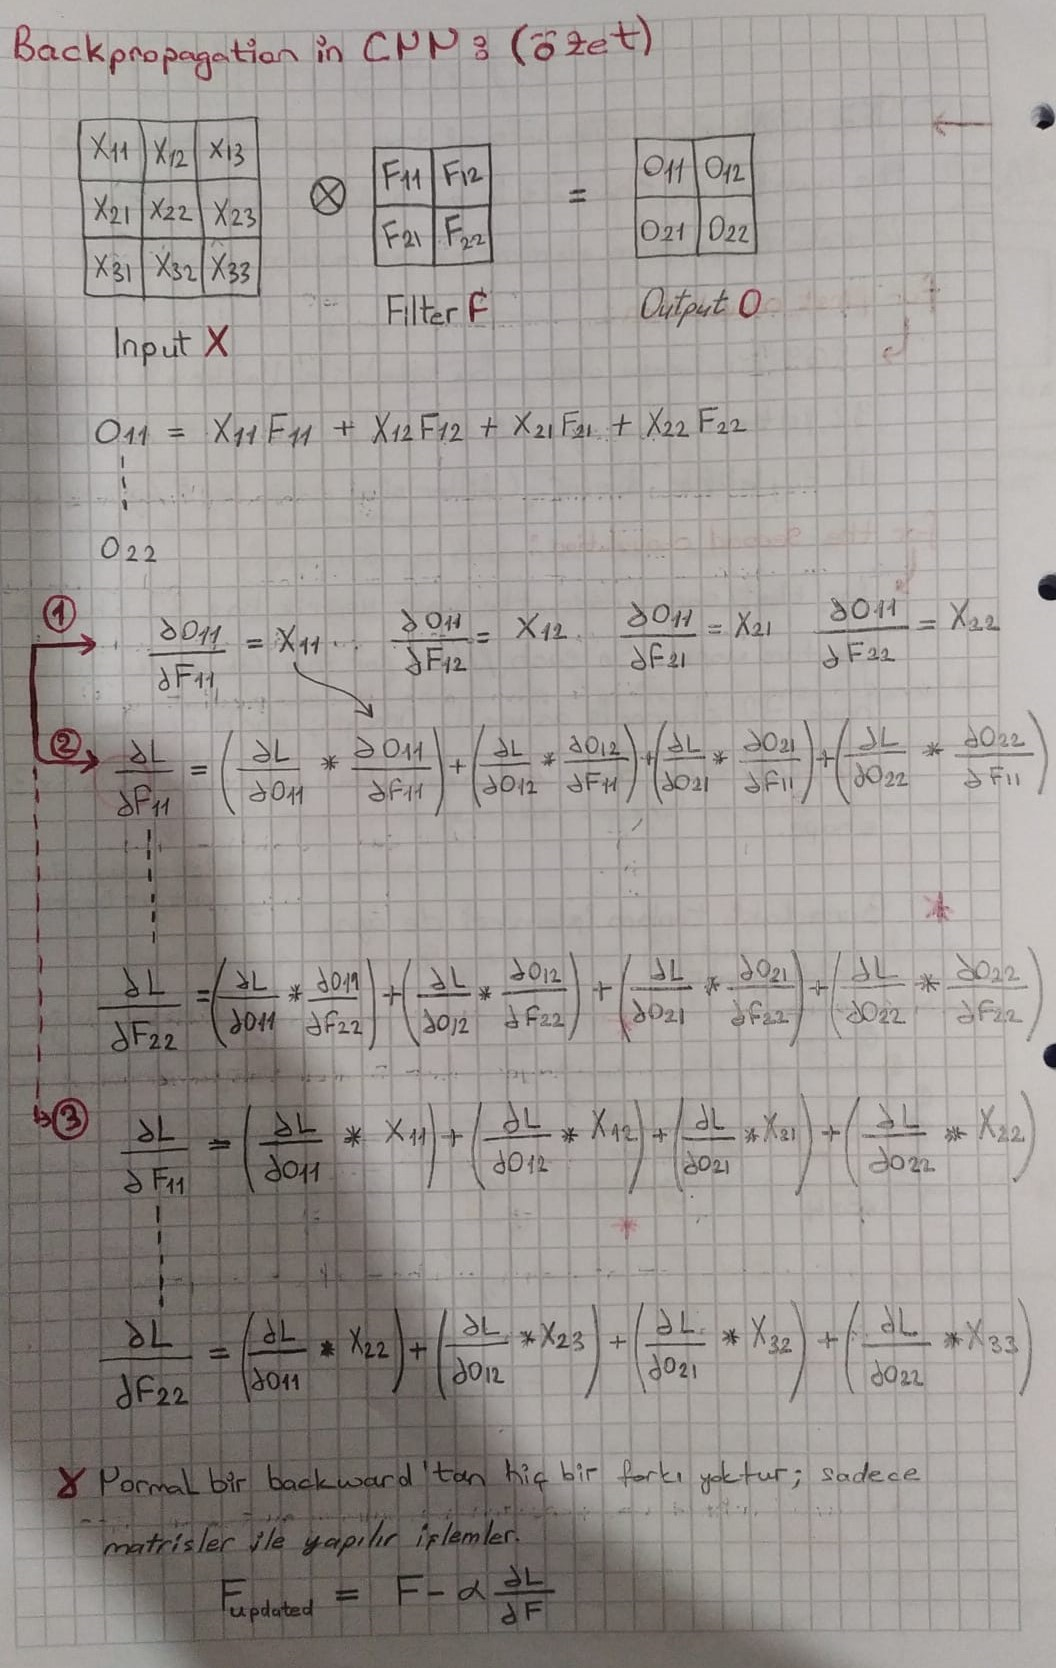 Backpropagation in CNN : (özet)
X11 X12 X13
X21 X22 X23
X31 X32 X33
⊗
F11 F12
F21 F22
=
O11 O12
O21 O22
Input X
Filter F
Output O
O11 = X11 F11 + X12 F12 + X21 F21 + X22 F22
O22
① ∂O11/∂F11 = X11 ∂O11/∂F12 = X12 ∂O11/∂F21 = X21 ∂O11/∂F22 = X22
② ∂L/∂F11 = (∂L/∂O11 * ∂O11/∂F11) + (∂L/∂O12 * ∂O12/∂F11) + (∂L/∂O21 * ∂O21/∂F11) + (∂L/∂O22 * ∂O22/∂F11)
∂L/∂F22 = (∂L/∂O11 * ∂O11/∂F22) + (∂L/∂O12 * ∂O12/∂F22) + (∂L/∂O21 * ∂O21/∂F22) + (∂L/∂O22 * ∂O22/∂F22)
③ ∂L/∂F11 = (∂L/∂O11 * X11) + (∂L/∂O12 * X12) + (∂L/∂O21 * X21) + (∂L/∂O22 * X22)
∂L/∂F22 = (∂L/∂O11 * X22) + (∂L/∂O12 * X23) + (∂L/∂O21 * X32) + (∂L/∂O22 * X33)
Normal bir backward'tan hiç bir farkı yoktur; sadece
matrisler ile yapılır işlemler.
Fupdated = F - α ∂L/∂F